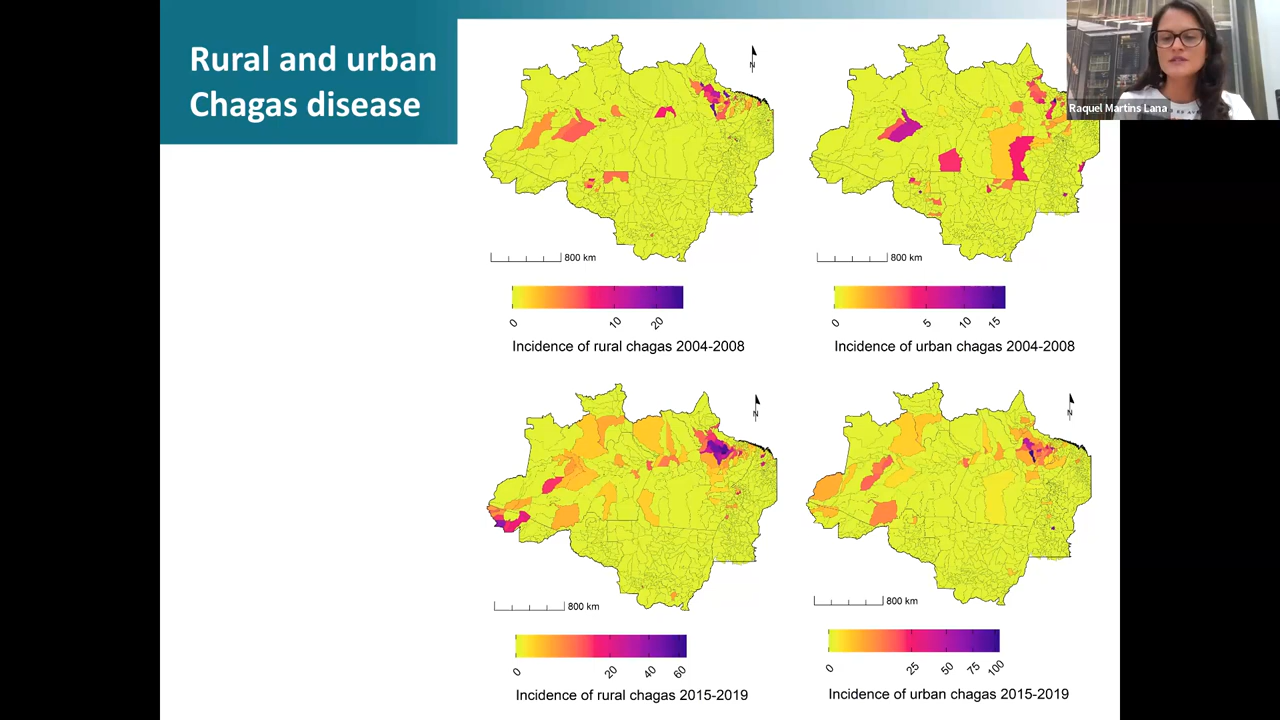 Rural and urban
Chagas disease
Raquel Martins Lana
N
800 km
800 km
0
10
20
0
5
10
15
Incidence of rural chagas 2004-2008
Incidence of urban chagas 2004-2008
N
N
800 km
800 km
0
20
40
60
0
25
50
75
100
Incidence of rural chagas 2015-2019
Incidence of urban chagas 2015-2019